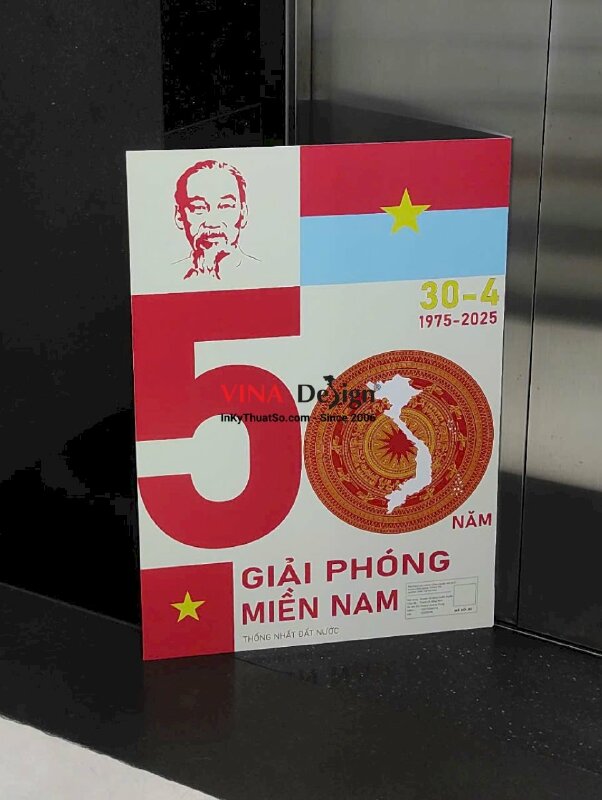 30-4
1975-2025
50
VINA Design
InKyThuatSo.com - Since 2006
NĂM
GIẢI PHÓNG
MIỀN NAM
THỐNG NHẤT ĐẤT NƯỚC